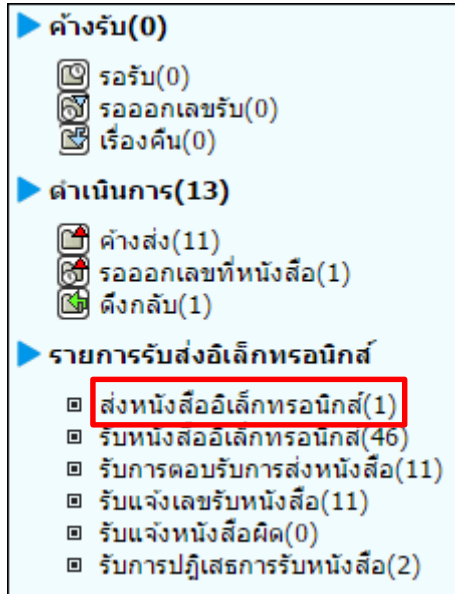 ค้างรับ(0)
รอรับ(0)
รอออกเลขรับ(0)
เรื่องคืน(0)
ดำเนินการ(13)
ค้างส่ง(11)
รอออกเลขที่หนังสือ(1)
ดึงกลับ(1)
รายการรับส่งอิเล็กทรอนิกส์
ส่งหนังสืออิเล็กทรอนิกส์(1)
รับหนังสืออิเล็กทรอนิกส์(46)
รับการตอบรับการส่งหนังสือ(11)
รับแจ้งเลขรับหนังสือ(11)
รับแจ้งหนังสือผิด(0)
รับการปฏิเสธการรับหนังสือ(2)